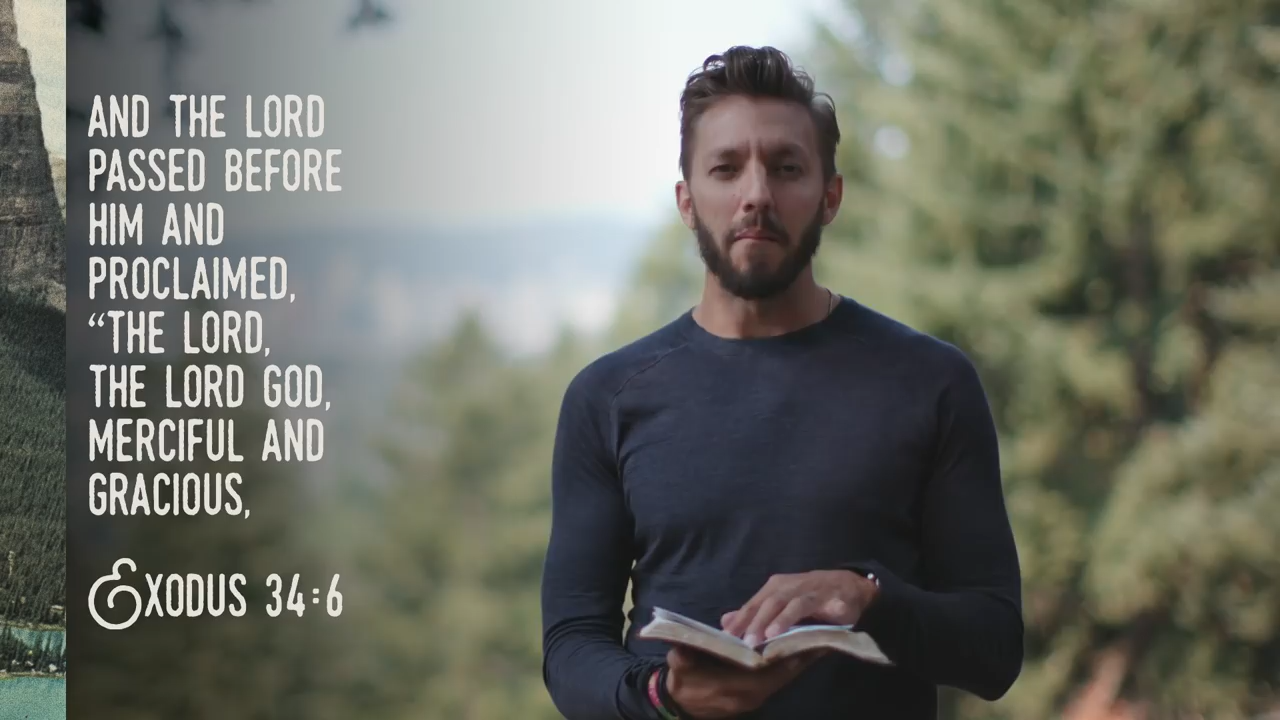 AND THE LORD
PASSED BEFORE
HIM AND
PROCLAIMED,
“THE LORD,
THE LORD GOD,
MERCIFUL AND
GRACIOUS,
EXODUS 34:6